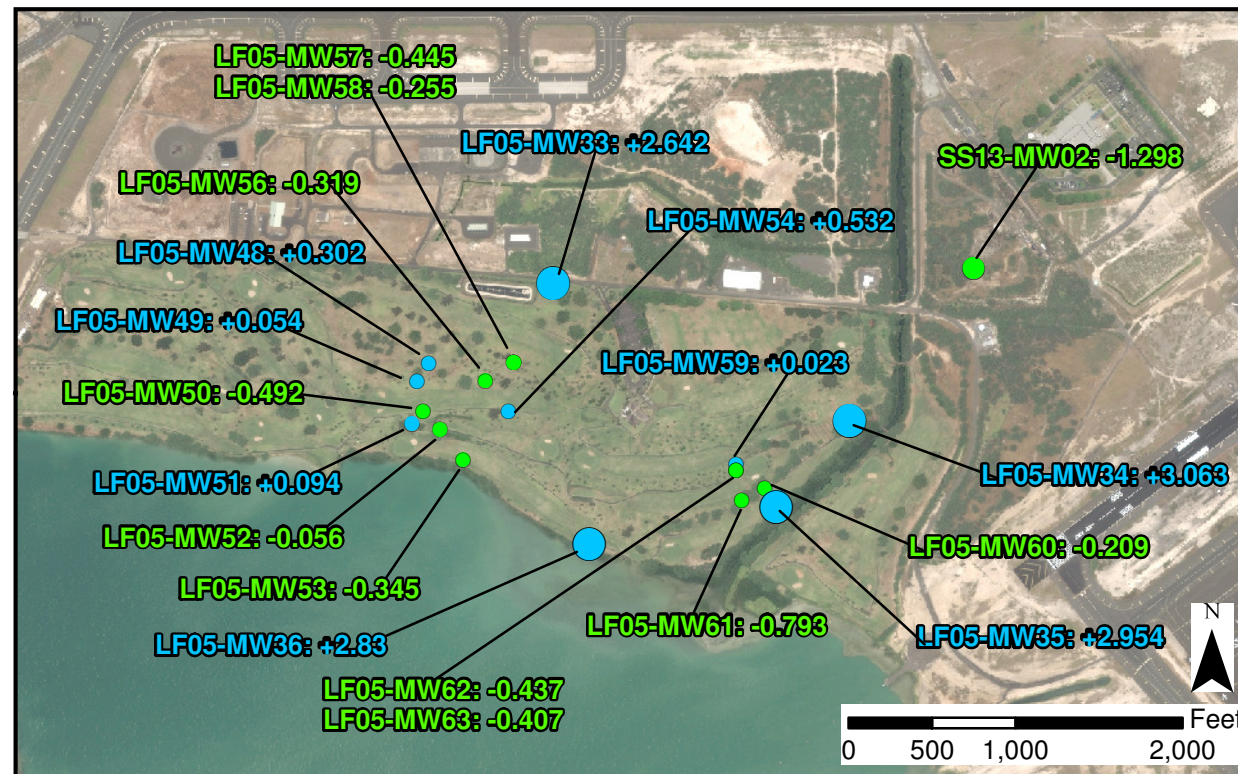 LF05-MW57: -0.445
LF05-MW58: -0.255
LF05-MW33: +2.642
SS13-MW02: -1.298
LF05-MW56: -0.319
LF05-MW54: +0.532
LF05-MW48: +0.302
LF05-MW49: +0.054
LF05-MW59: +0.023
LF05-MW50: -0.492
LF05-MW34: +3.063
LF05-MW51: +0.094
LF05-MW52: -0.056
LF05-MW60: -0.209
LF05-MW53: -0.345
LF05-MW61: -0.793
LF05-MW35: +2.954
LF05-MW36: +2.83
LF05-MW62: -0.437
LF05-MW63: -0.407
N
Feet
0 500 1,000 2,000